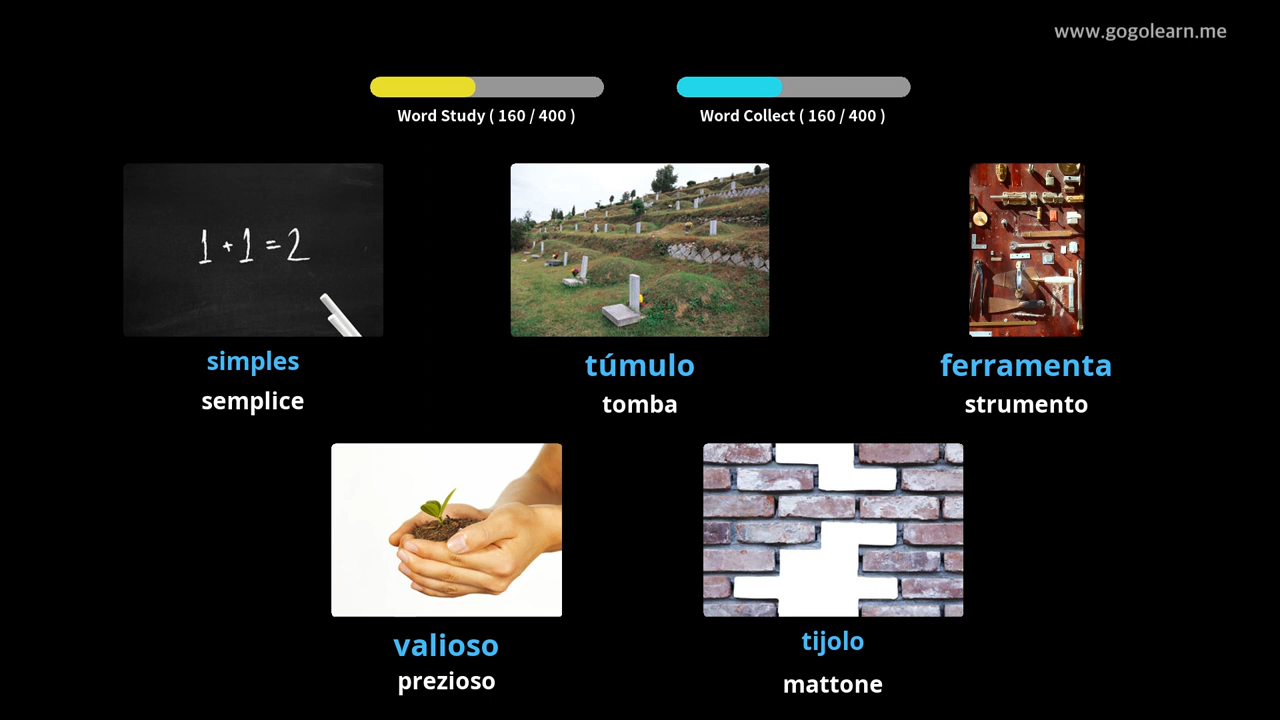 www.gogolearn.me
Word Study ( 160 / 400 )
Word Collect ( 160 / 400 )
1 + 1 = 2
simples
semplice
túmulo
tomba
ferramenta
strumento
valioso
prezioso
tijolo
mattone